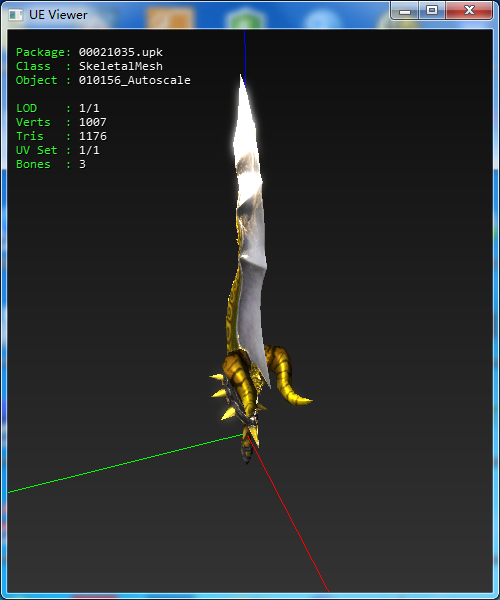 UE Viewer
Package: 00021035.upk
Class : SkeletalMesh
Object : 010156_Autoscale
LOD : 1/1
Verts : 1007
Tris : 1176
UV Set : 1/1
Bones : 3